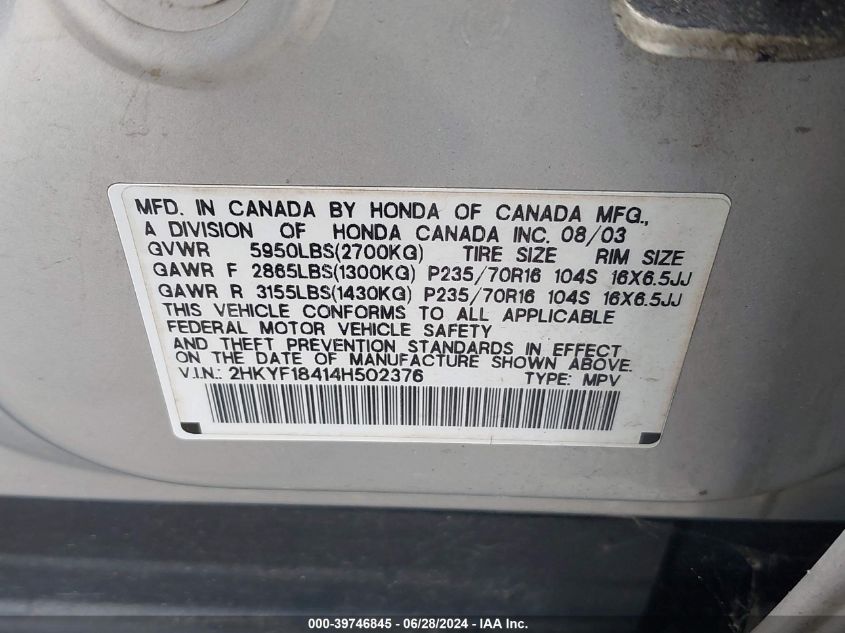 MFD. IN CANADA BY HONDA OF CANADA MFG.,
A DIVISION OF HONDA CANADA INC. 08/03
GVWR 5950LBS(2700KG) TIRE SIZE RIM SIZE
GAWR F 2865LBS(1300KG) P235/70R16 104S 16X6.5JJ
GAWR R 3155LBS(1430KG) P235/70R16 104S 16X6.5JJ
THIS VEHICLE CONFORMS TO ALL APPLICABLE
FEDERAL MOTOR VEHICLE SAFETY
AND THEFT PREVENTION STANDARDS IN EFFECT
ON THE DATE OF MANUFACTURE SHOWN ABOVE.
V.I.N.: 2HKYF18414H502376 TYPE: MPV
000-39746845 - 06/28/2024 - IAA Inc.